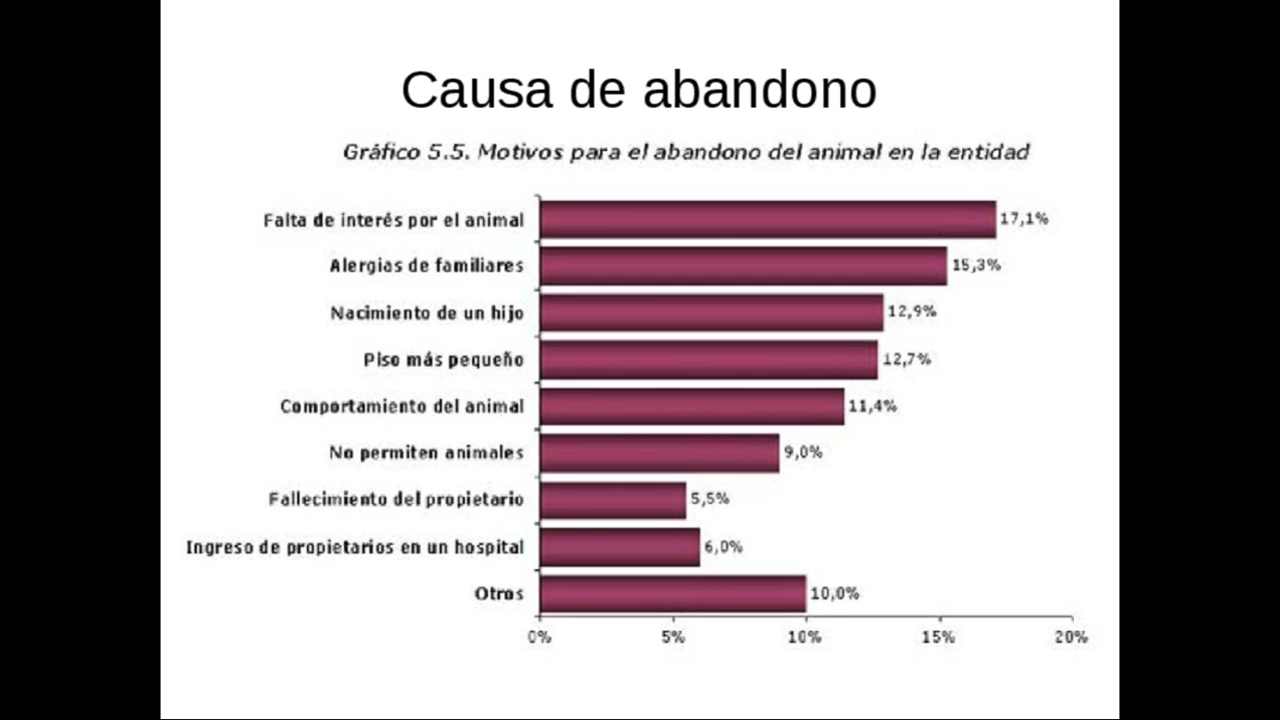 Causa de abandono
Gráfico 5.5. Motivos para el abandono del animal en la entidad
Falta de interés por el animal 17,1%
Alergias de familiares 15,3%
Nacimiento de un hijo 12,9%
Piso más pequeño 12,7%
Comportamiento del animal 11,4%
No permiten animales 9,0%
Fallecimiento del propietario 5,5%
Ingreso de propietarios en un hospital 6,0%
Otros 10,0%
0% 5% 10% 15% 20%